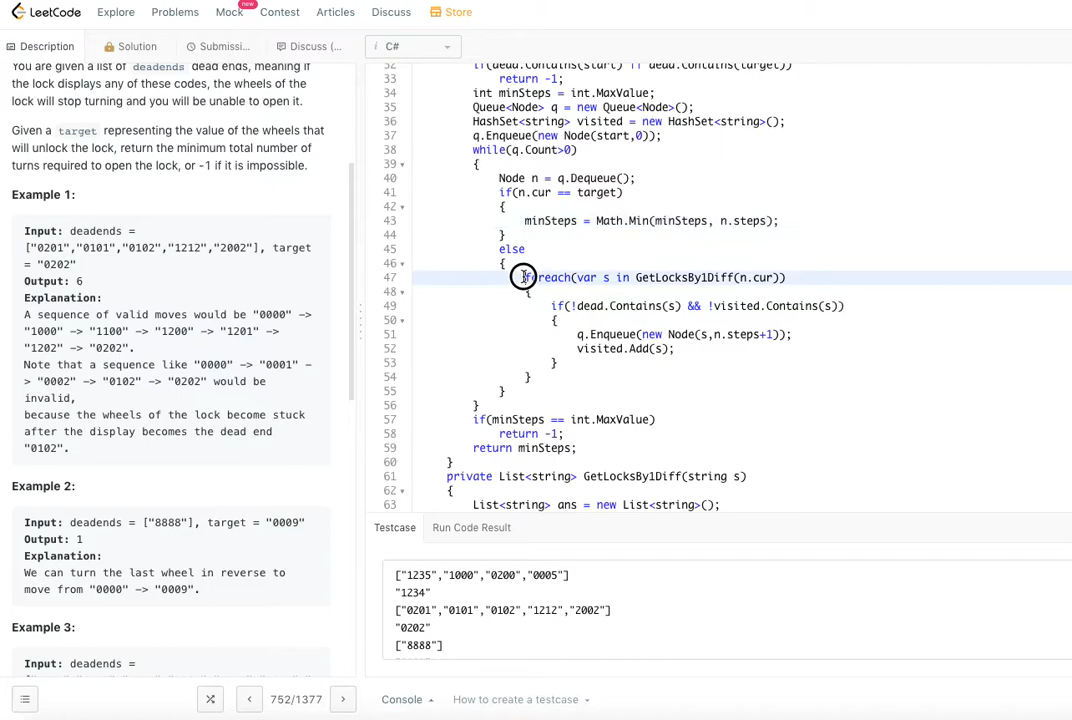 LeetCode
Explore
Problems
Mock
new
Contest
Articles
Discuss
Store
Description
Solution
Submissi...
Discuss (...
i C#
You are given a list of deadends dead ends, meaning if
the lock displays any of these codes, the wheels of the
lock will stop turning and you will be unable to open it.
Given a target representing the value of the wheels that
will unlock the lock, return the minimum total number of
turns required to open the lock, or -1 if it is impossible.
Example 1:
Input: deadends =
["0201","0101","0102","1212","2002"], target
= "0202"
Output: 6
Explanation:
A sequence of valid moves would be "0000" ->
"1000" -> "1100" -> "1200" -> "1201" ->
"1202" -> "0202".
Note that a sequence like "0000" -> "0001" -
> "0002" -> "0102" -> "0202" would be
invalid,
because the wheels of the lock become stuck
after the display becomes the dead end
"0102".
Example 2:
Input: deadends = ["8888"], target = "0009"
Output: 1
Explanation:
We can turn the last wheel in reverse to
move from "0000" -> "0009".
Example 3:
Input: deadends =
32 if(dead.Contains(start) || dead.Contains(target))
33 return -1;
34 int minSteps = int.MaxValue;
35 Queue<Node> q = new Queue<Node>();
36 HashSet<string> visited = new HashSet<string>();
37 q.Enqueue(new Node(start,0));
38 while(q.Count>0)
39 {
40 Node n = q.Dequeue();
41 if(n.cur == target)
42 {
43 minSteps = Math.Min(minSteps, n.steps);
44 }
45 else
46 {
47 foreach(var s in GetLocksBy1Diff(n.cur))
48 {
49 if(!dead.Contains(s) && !visited.Contains(s))
50 {
51 q.Enqueue(new Node(s,n.steps+1));
52 visited.Add(s);
53 }
54 }
55 }
56 }
57 if(minSteps == int.MaxValue)
58 return -1;
59 return minSteps;
60 }
61 private List<string> GetLocksBy1Diff(string s)
62 {
63 List<string> ans = new List<string>();
Testcase
Run Code Result
["1235","1000","0200","0005"]
"1234"
["0201","0101","0102","1212","2002"]
"0202"
["8888"]
752/1377
Console
How to create a testcase